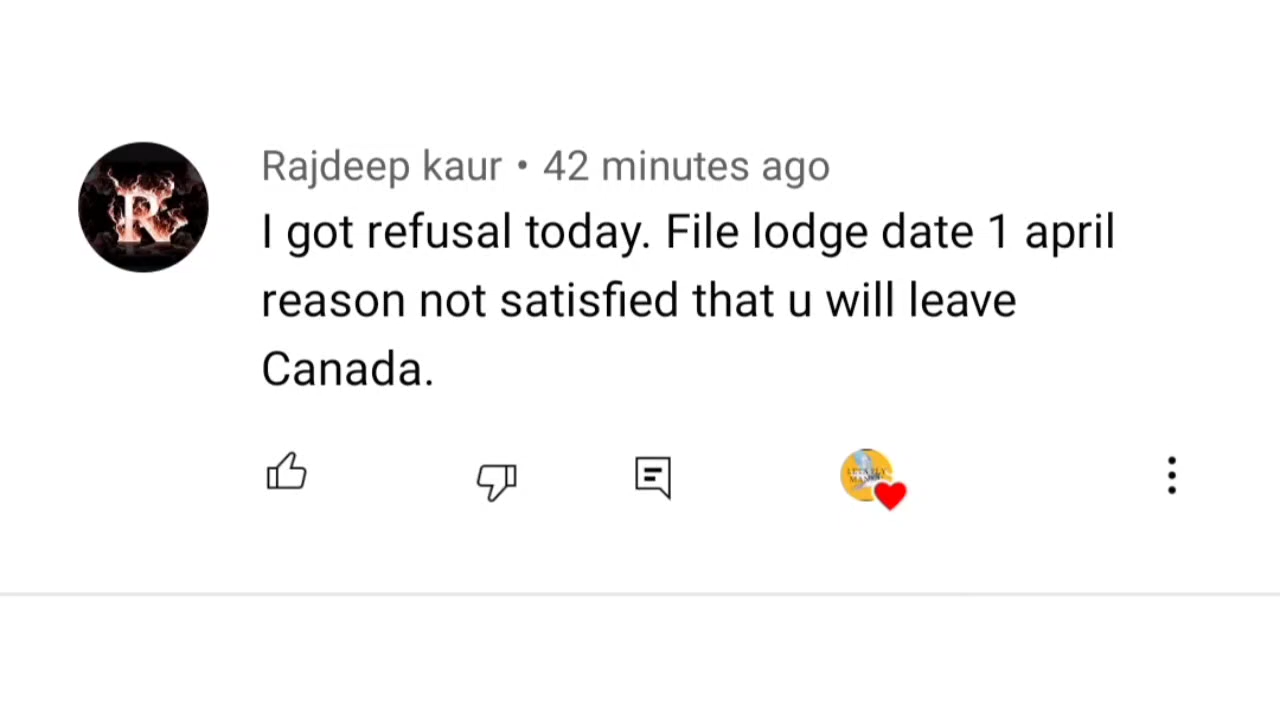 R
Rajdeep kaur • 42 minutes ago
I got refusal today. File lodge date 1 april
reason not satisfied that u will leave
Canada.